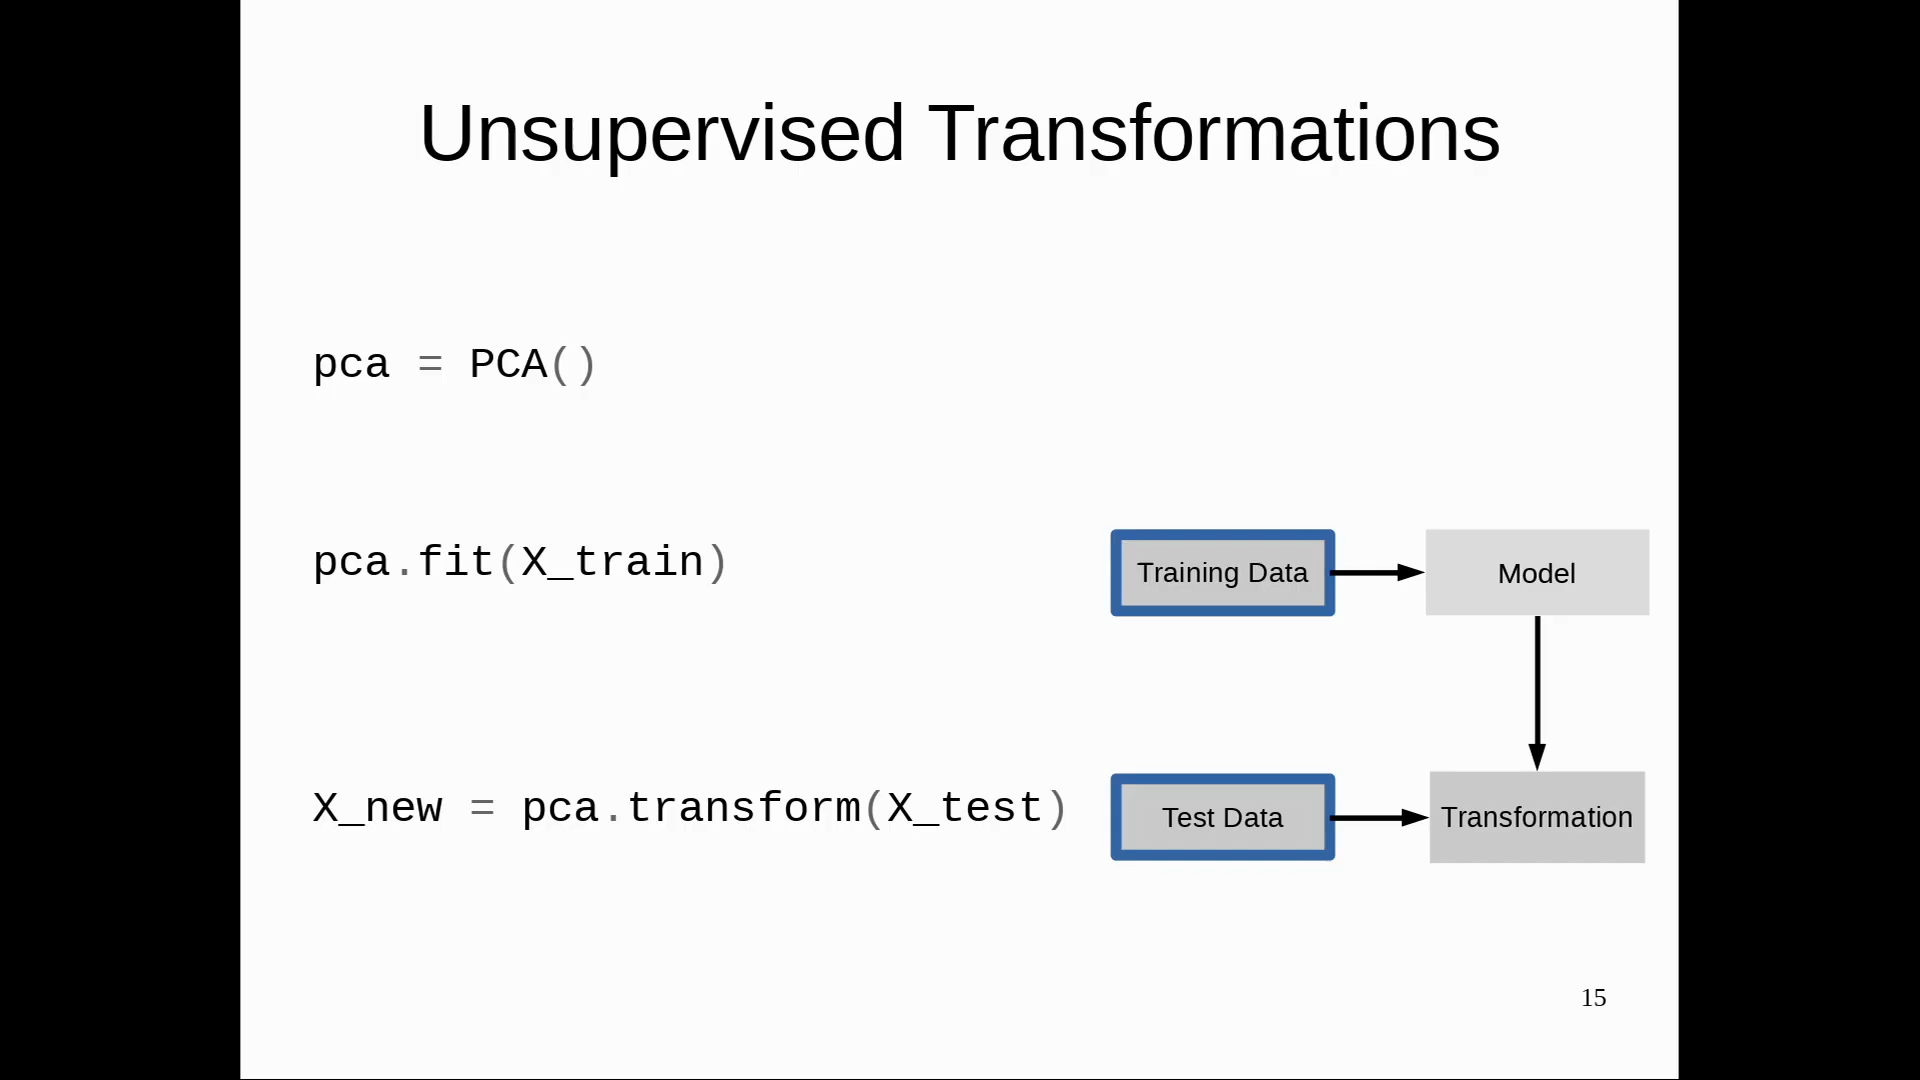 Unsupervised Transformations
pca = PCA()
pca.fit(X_train)
Training Data
Model
X_new = pca.transform(X_test)
Test Data
Transformation
15